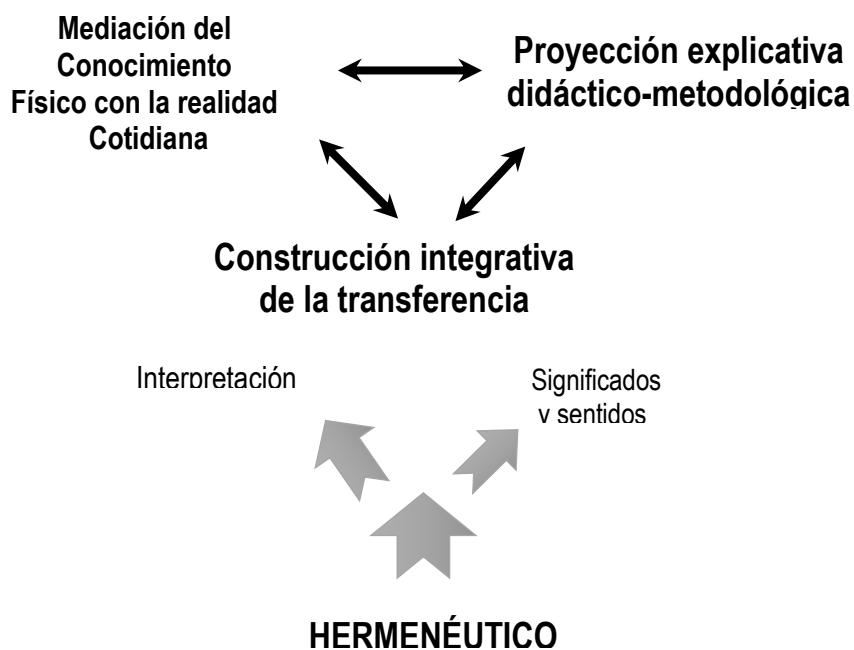 Mediación del
Conocimiento
Físico con la realidad
Cotidiana
Proyección explicativa
didáctico-metodológica
Construcción integrativa
de la transferencia
Interpretación
Significados
y sentidos
HERMENÉUTICO